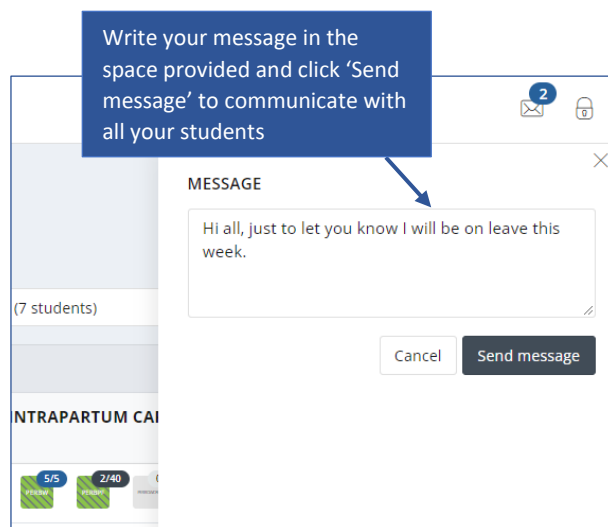 Write your message in the
space provided and click ‘Send
message’ to communicate with
all your students
2
MESSAGE
Hi all, just to let you know I will be on leave this
week.
(7 students)
Cancel
Send message
INTRAPARTUM CA
5/5
2/40